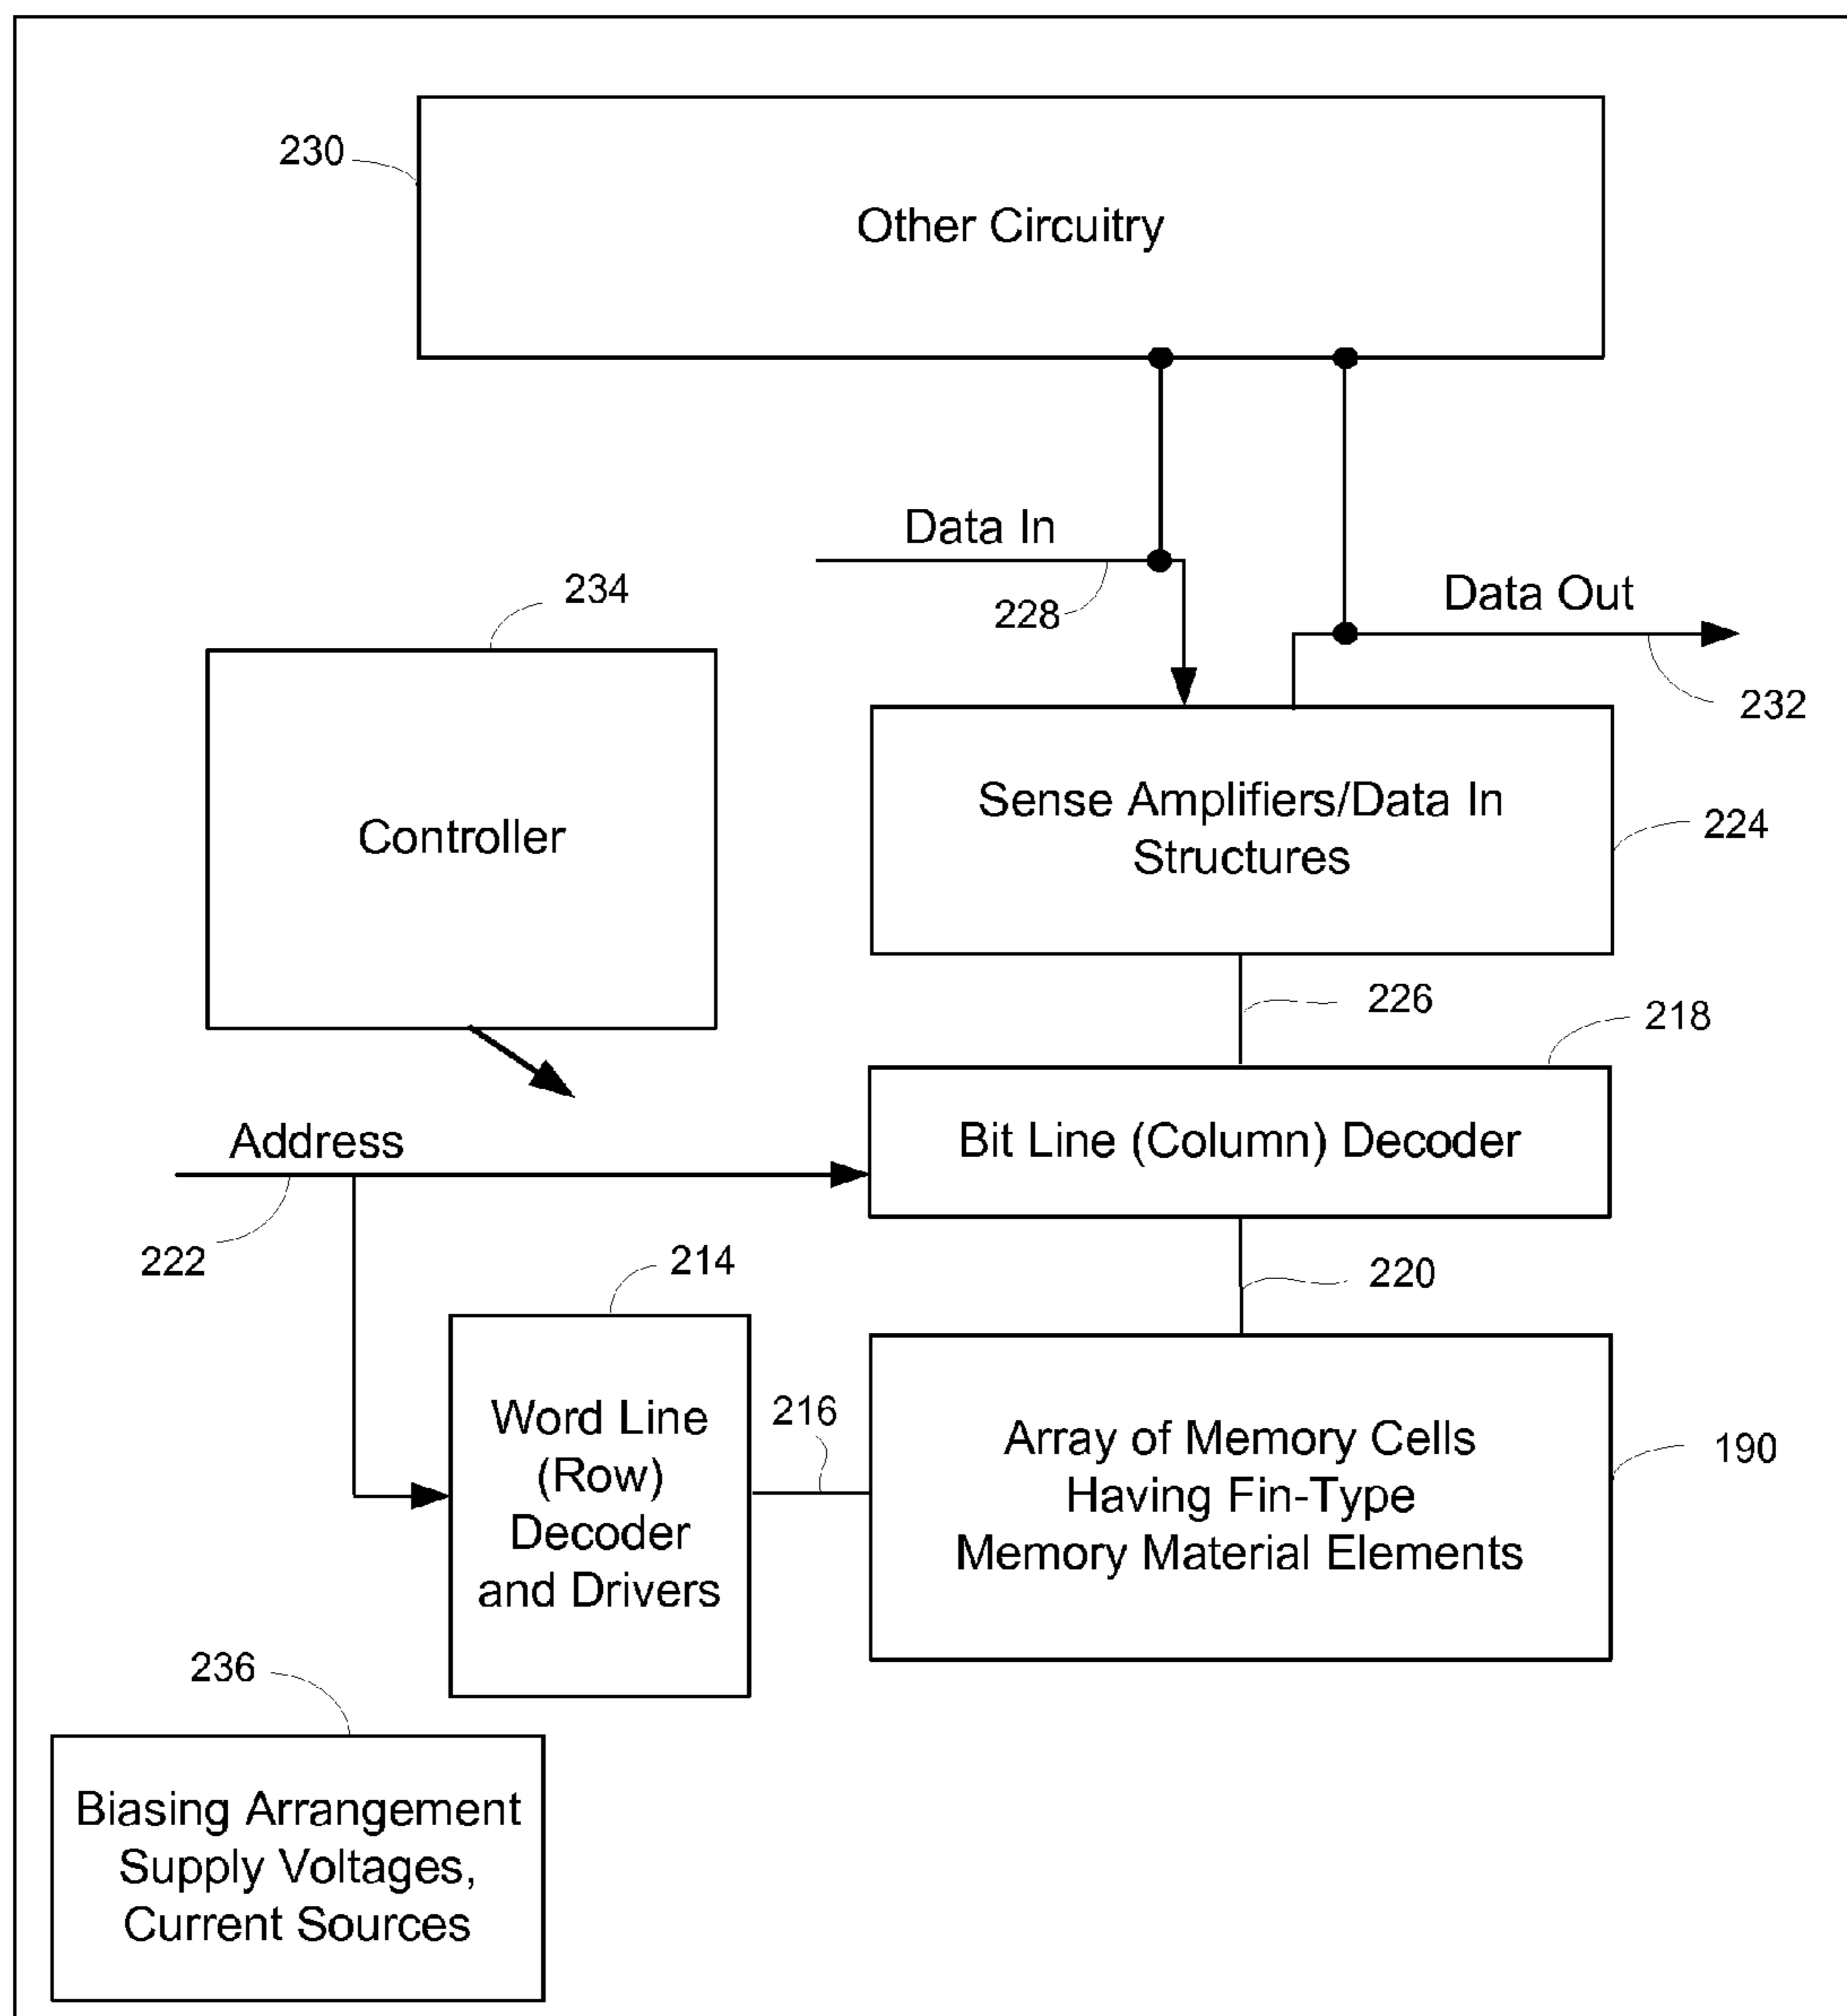 230
Other Circuitry
Data In
228
234
Data Out
232
Controller
Sense Amplifiers/Data In
Structures
224
226
218
Address
Bit Line (Column) Decoder
222
214
220
Word Line
(Row)
Decoder
and Drivers
216
Array of Memory Cells
Having Fin-Type
Memory Material Elements
190
236
Biasing Arrangement
Supply Voltages,
Current Sources